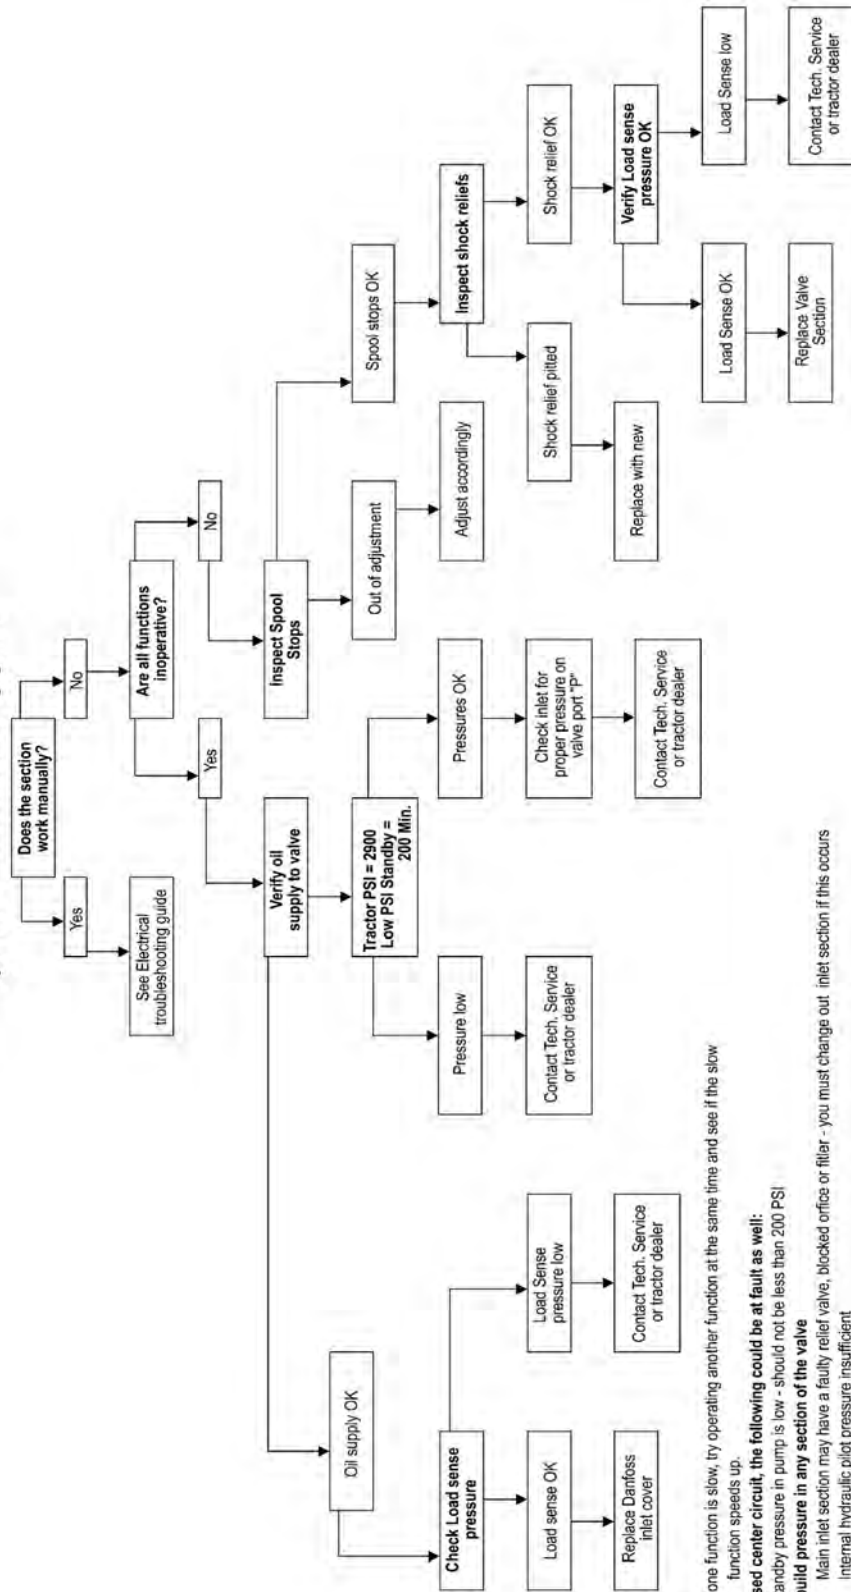 Does the section
work manually?
Yes
No
See Electrical
troubleshooting guide
Are all functions
inoperative?
Yes
No
Verify oil
supply to valve
Inspect Spool
Stops
Oil supply OK
Tractor PSI = 2900
Low PSI Standby =
200 Min.
Out of adjustment
Spool stops OK
Check Load sense
pressure
Pressure low
Pressures OK
Adjust accordingly
Inspect shock reliefs
Load sense OK
Load Sense
pressure low
Contact Tech. Service
or tractor dealer
Check inlet for
proper pressure on
valve port "P"
Shock relief pitted
Shock relief OK
Replace Danfoss
inlet cover
Contact Tech. Service
or tractor dealer
Contact Tech. Service
or tractor dealer
Replace with new
Verify Load sense
pressure OK
Load Sense OK
Load Sense low
Replace Valve
Section
Contact Tech. Service
or tractor dealer
one function is slow, try operating another function at the same time and see if the slow
function speeds up.
sed center circuit, the following could be at fault as well:
andby pressure in pump is low - should not be less than 200 PSI
build pressure in any section of the valve
Main inlet section may have a faulty relief valve, blocked orfice or fitler - you must change out inlet section if this occurs
Internal hydraulic pilot pressure insufficient